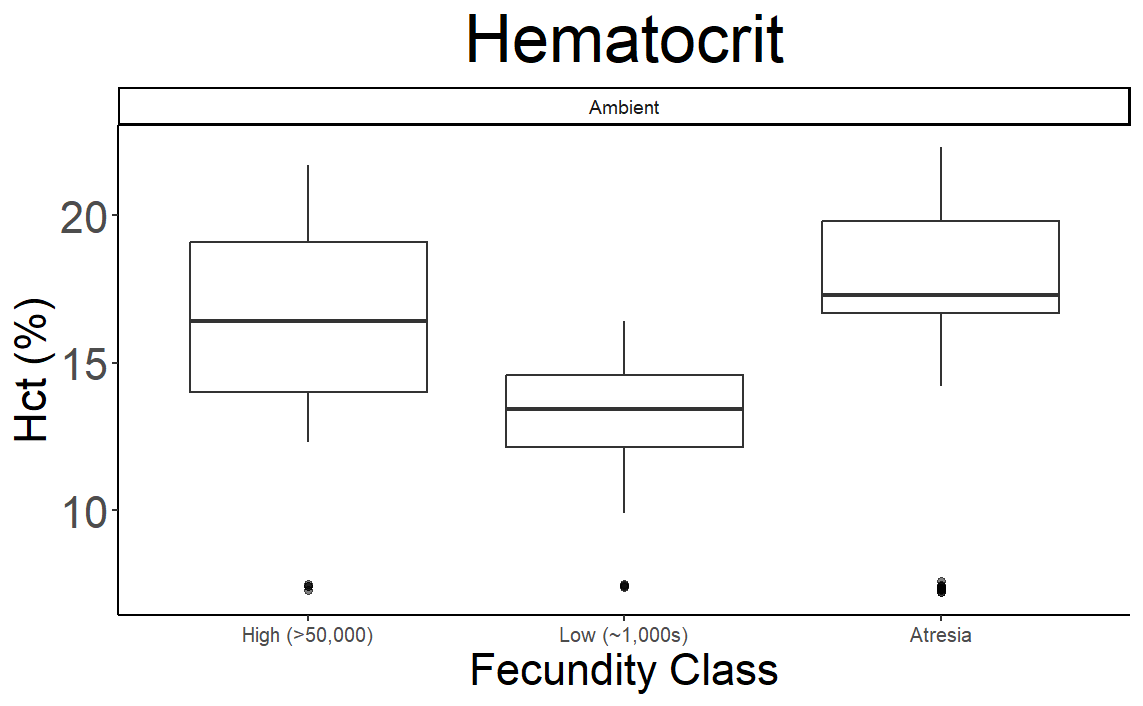 Hematocrit
Ambient
20
15
10
Hct (%)
High (>50,000)
Low (~1,000s)
Atresia
Fecundity Class